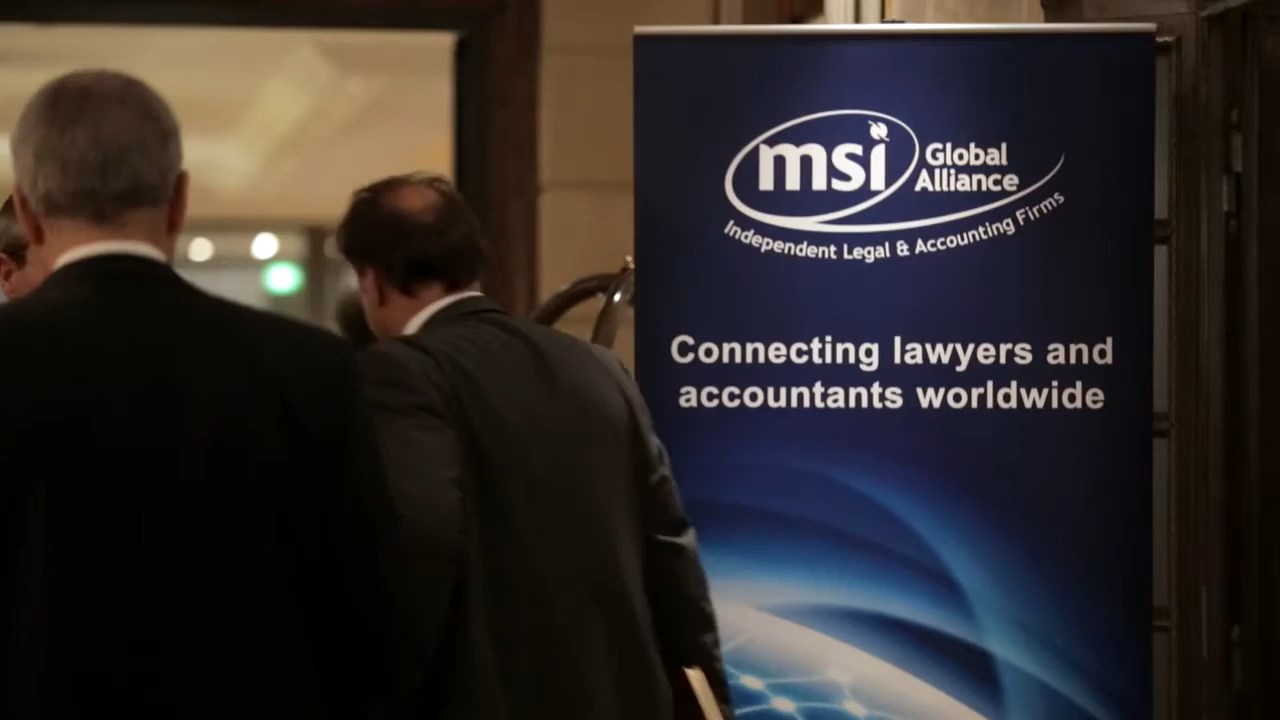 msi Global
Alliance
Independent Legal & Accounting Firms
Connecting lawyers and
accountants worldwide